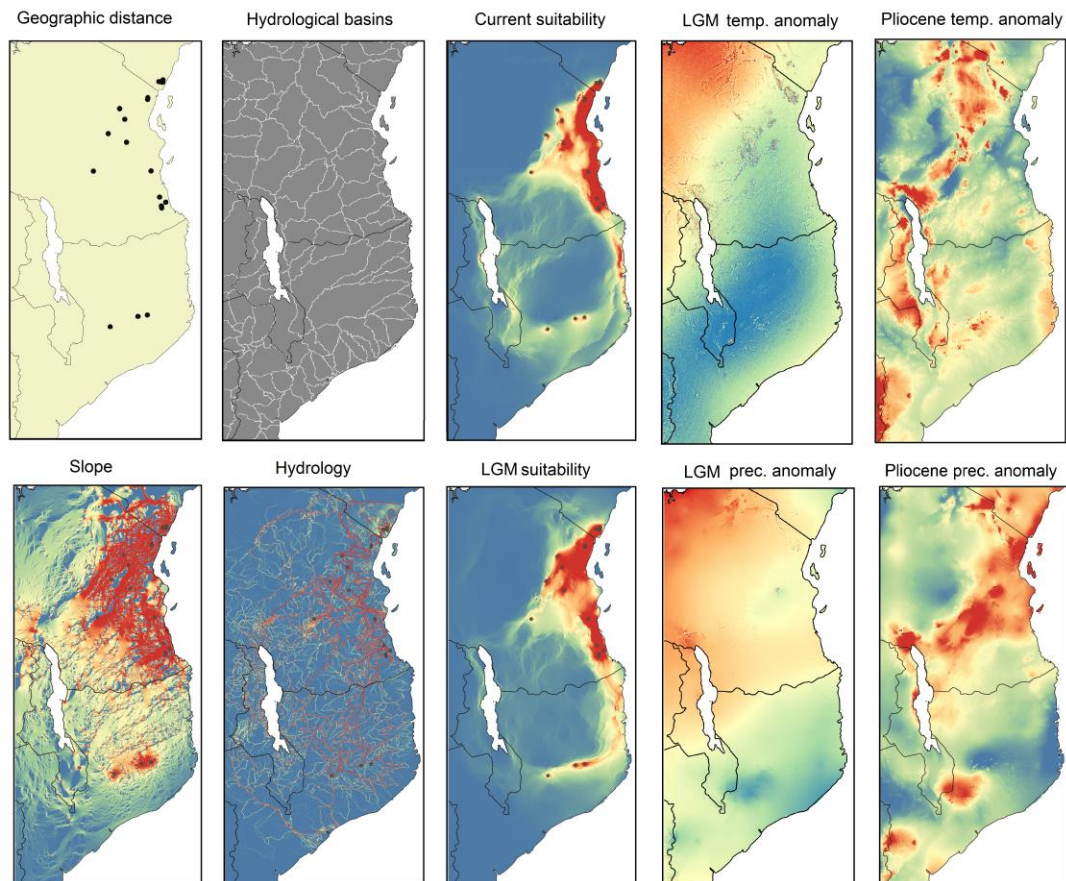 Geographic distance
Hydrological basins
Current suitability
LGM temp. anomaly
Pliocene temp. anomaly
Slope
Hydrology
LGM suitability
LGM prec. anomaly
Pliocene prec. anomaly